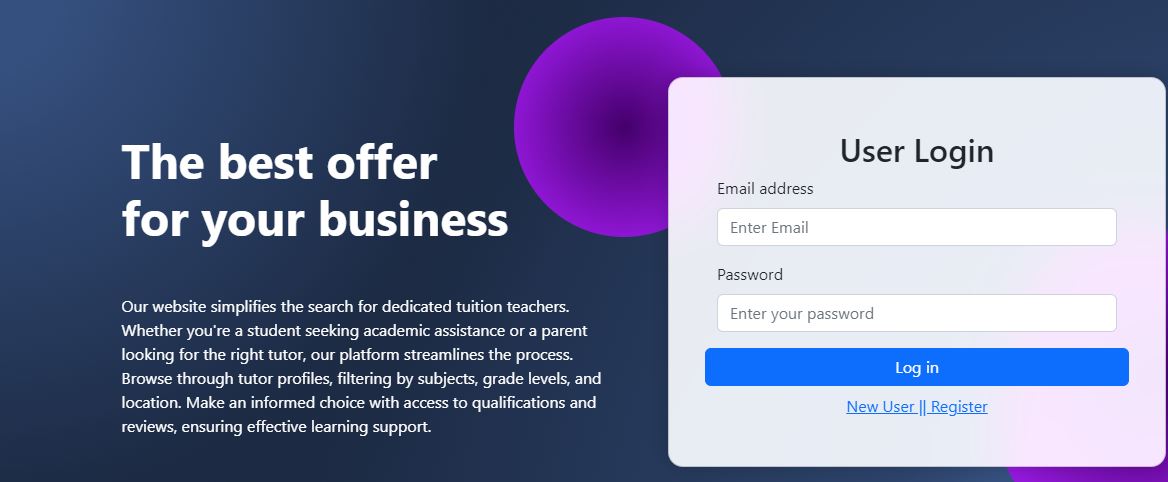 The best offer
for your business
Our website simplifies the search for dedicated tuition teachers.
Whether you're a student seeking academic assistance or a parent
looking for the right tutor, our platform streamlines the process.
Browse through tutor profiles, filtering by subjects, grade levels, and
location. Make an informed choice with access to qualifications and
reviews, ensuring effective learning support.
User Login
Email address
Enter Email
Password
Enter your password
Log in
New User || Register